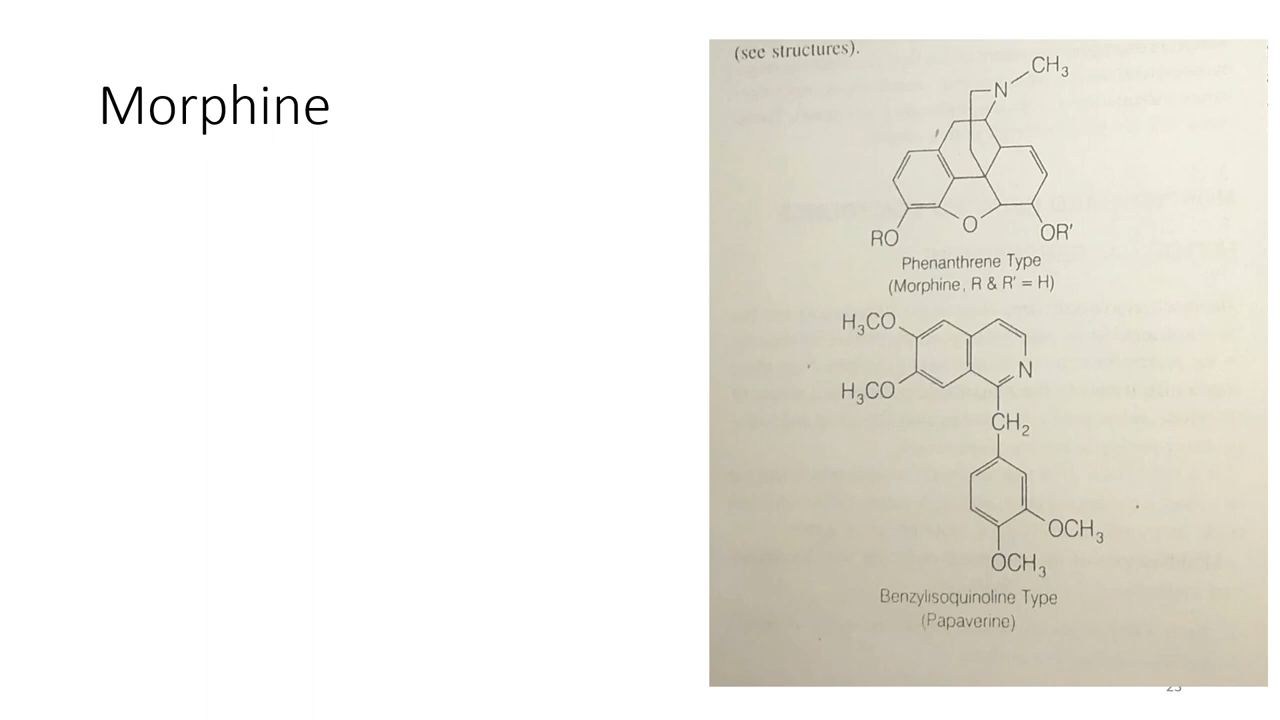 Morphine
(see structures).
CH₃
N
RO
O
OR'
Phenanthrene Type
(Morphine, R & R' = H)
H₃CO
N
H₃CO
CH₂
OCH₃
OCH₃
Benzylisoquinoline Type
(Papaverine)